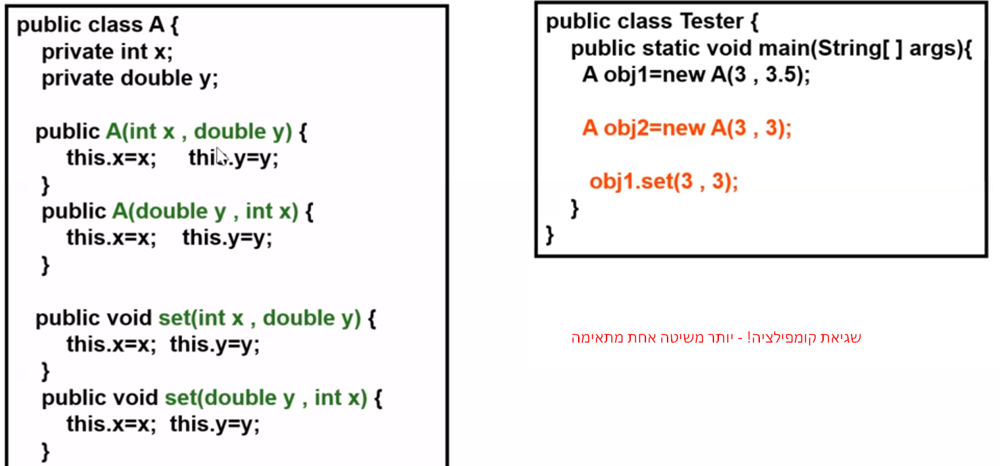 public class A {
private int x;
private double y;
public A(int x , double y) {
this.x=x; this.y=y;
}
public A(double y , int x) {
this.x=x; this.y=y;
}
public void set(int x , double y) {
this.x=x; this.y=y;
}
public void set(double y , int x) {
this.x=x; this.y=y;
}
public class Tester {
public static void main(String[ ] args){
A obj1=new A(3 , 3.5);
A obj2=new A(3 , 3);
obj1.set(3 , 3);
}
}
שגיאת קומפילציה! - יותר משיטה אחת מתאימה